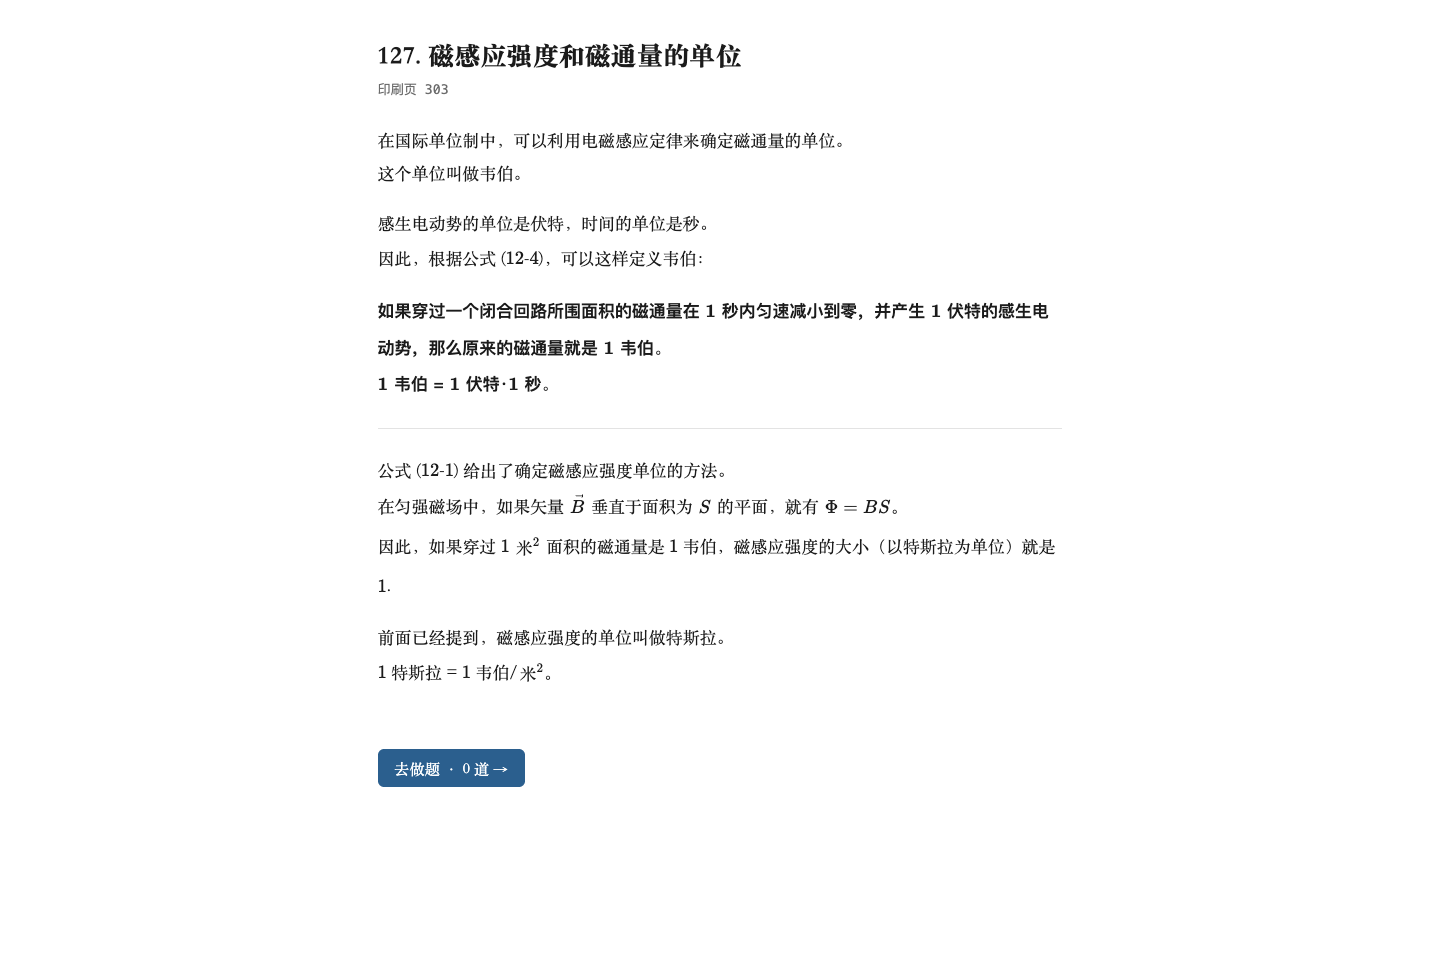 127. 磁感应强度和磁通量的单位
印刷页 303
在国际单位制中，可以利用电磁感应定律来确定磁通量的单位。
这个单位叫做韦伯。
感生电动势的单位是伏特，时间的单位是秒。
因此，根据公式 (12-4)，可以这样定义韦伯：
如果穿过一个闭合回路所围面积的磁通量在 1 秒内匀速减小到零，并产生 1 伏特的感生电
动势，那么原来的磁通量就是 1 韦伯。
1 韦伯 = 1 伏特·1 秒。
公式 (12-1) 给出了确定磁感应强度单位的方法。
在匀强磁场中，如果矢量 $\vec{B}$ 垂直于面积为 S 的平面，就有 Φ = BS。
因此，如果穿过 1 米² 面积的磁通量是 1 韦伯，磁感应强度的大小（以特斯拉为单位）就是
1.
前面已经提到，磁感应强度的单位叫做特斯拉。
1 特斯拉 = 1 韦伯/米²。
去做题 · 0 道 →